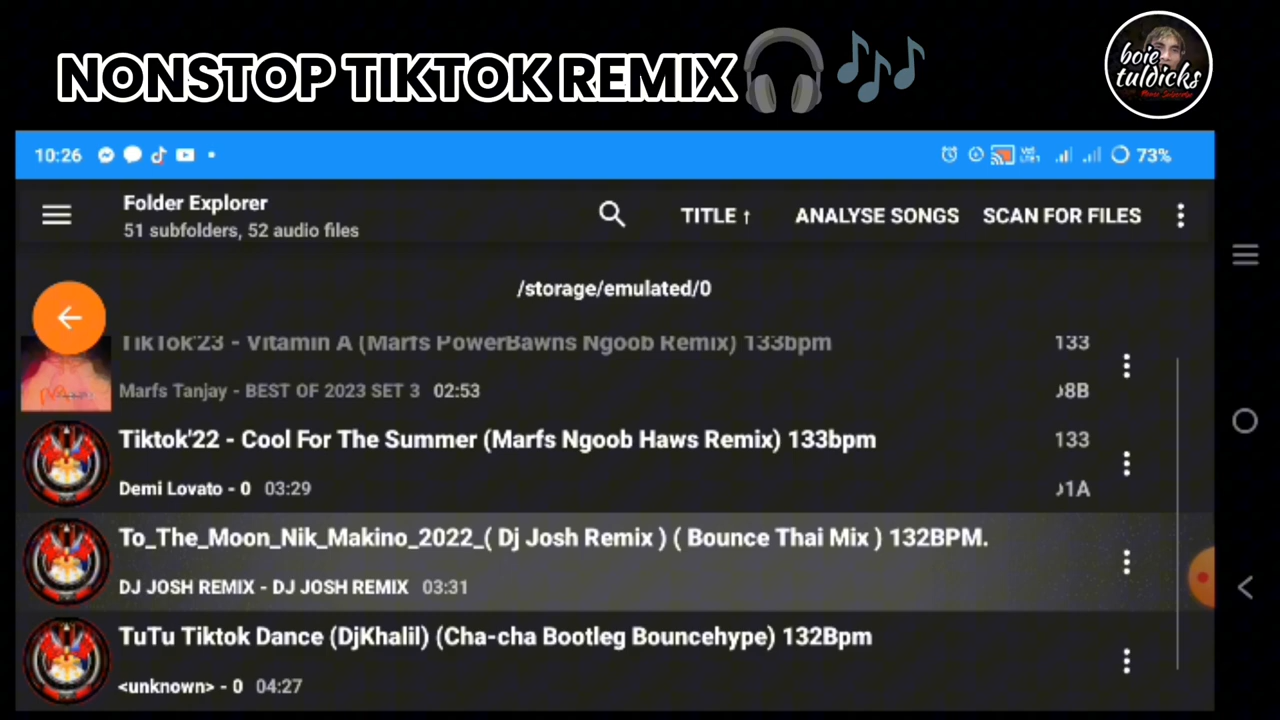 NONSTOP TIKTOK REMIX
boie
tuldicks
10:26
73%
Folder Explorer
51 subfolders, 52 audio files
TITLE ↑
ANALYSE SONGS
SCAN FOR FILES
/storage/emulated/0
TikTok'23 - Vitamin A (Marfs PowerBawns Ngoob Remix) 133bpm
133
Marfs Tanjay - BEST OF 2023 SET 3 02:53
♪8B
Tiktok'22 - Cool For The Summer (Marfs Ngoob Haws Remix) 133bpm
133
Demi Lovato - 0 03:29
♪1A
To_The_Moon_Nik_Makino_2022_( Dj Josh Remix ) ( Bounce Thai Mix ) 132BPM.
DJ JOSH REMIX - DJ JOSH REMIX 03:31
TuTu Tiktok Dance (DjKhalil) (Cha-cha Bootleg Bouncehype) 132Bpm
<unknown> - 0 04:27